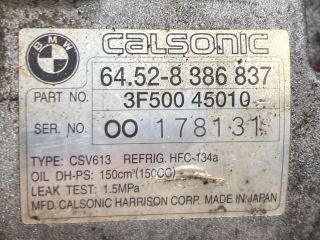 BMW
CALSONIC
64.52-8 386 837
PART NO. 3F500 45010
SER. NO. 00 178131
TYPE: CSV613 REFRIG. HFC-134a
OIL DH-PS: 150cm³(150CC)
LEAK TEST: 1.5MPa
MFD. CALSONIC HARRISON CORP. MADE IN JAPAN